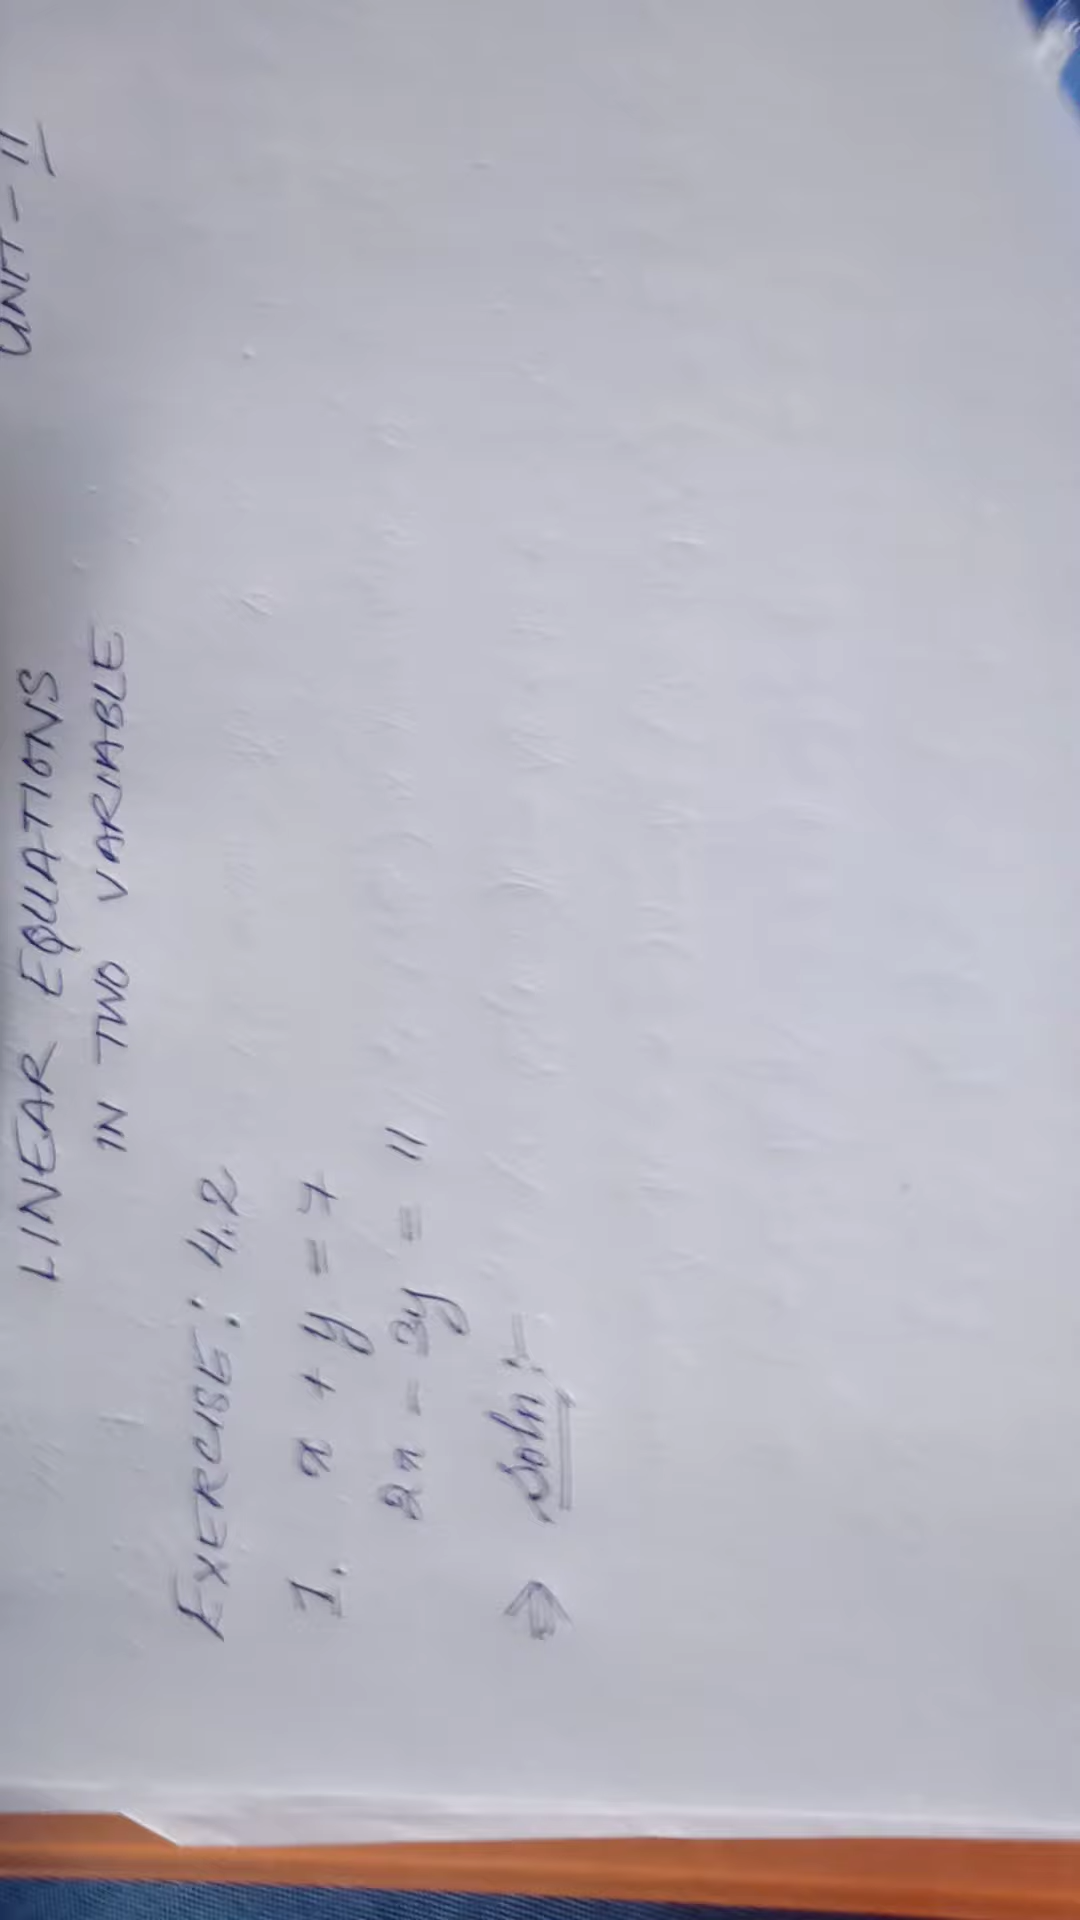 UNIT - II
LINEAR EQUATIONS
IN TWO VARIABLE
EXERCISE: 4.2
1. x + y = 7
2x - 3y = 11
⇒ Soln:-